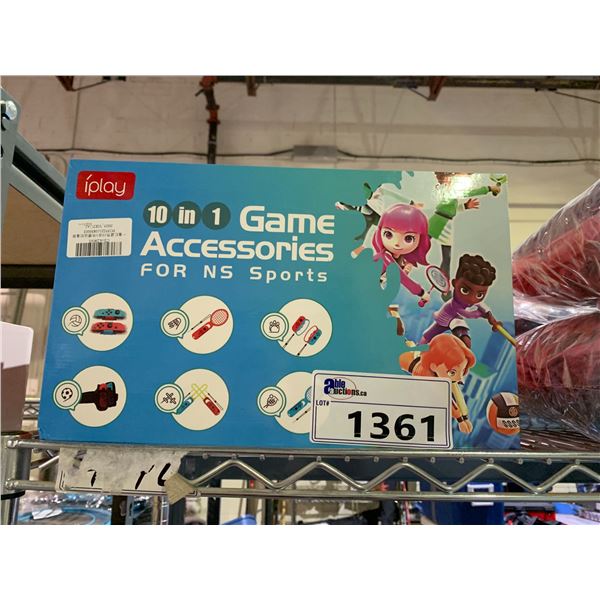 iplay
10 in 1 Game
Accessories
FOR NS Sports
able
auctions.ca
LOT#
1361